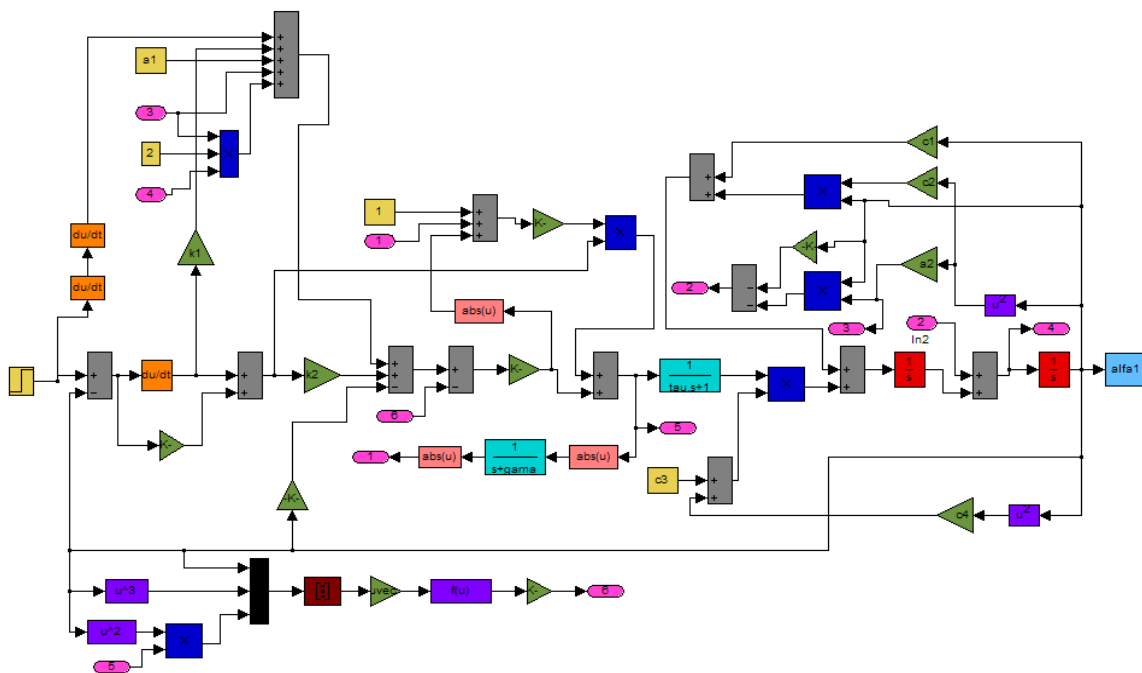 +
+
a1
+
+
+
3
2
X
4
1
+
+
+
K-
X
1
c1
+
+
X
c2
du/dt
du/dt
k1
-K-
a2
2
−
−
X
u^2
abs(u)
3
2
In2
4
+
−
du/dt
+
+
k2
+
+
−
+
−
K-
+
+
1
tau.s+1
X
+
+
1
s
+
+
1
s
alfa1
6
K-
5
1
abs(u)
1
s+gama
abs(u)
c3
+
+
-K-
c4
u^2
u^3
uvec
f(u)
K-
6
u^2
X
5